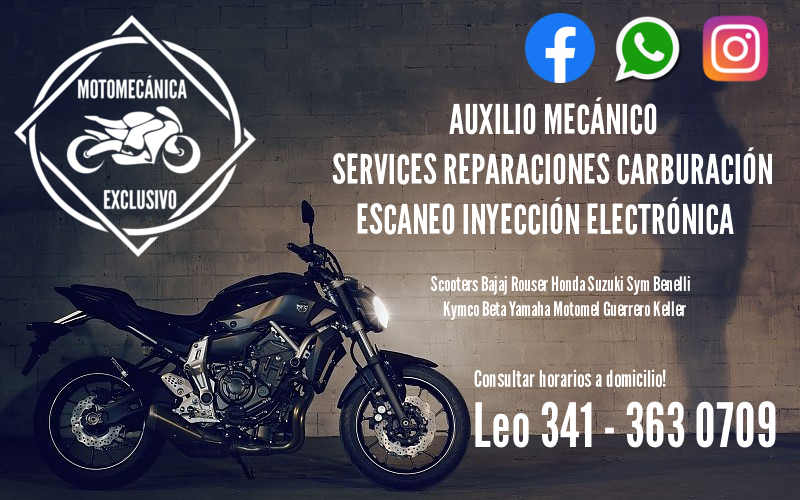 MOTOMECÁNICA
EXCLUSIVO
AUXILIO MECÁNICO
SERVICES REPARACIONES CARBURACIÓN
ESCANEO INYECCIÓN ELECTRÓNICA
Scooters Bajaj Rouser Honda Suzuki Sym Benelli
Kymco Beta Yamaha Motomel Guerrero Keller
Consultar horarios a domicilio!
Leo 341 - 363 0709